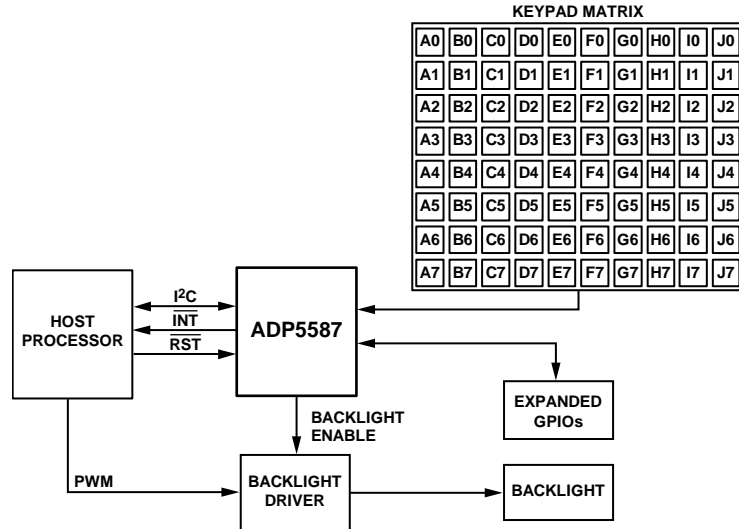 KEYPAD MATRIX
A0 B0 C0 D0 E0 F0 G0 H0 I0 J0
A1 B1 C1 D1 E1 F1 G1 H1 I1 J1
A2 B2 C2 D2 E2 F2 G2 H2 I2 J2
A3 B3 C3 D3 E3 F3 G3 H3 I3 J3
A4 B4 C4 D4 E4 F4 G4 H4 I4 J4
A5 B5 C5 D5 E5 F5 G5 H5 I5 J5
A6 B6 C6 D6 E6 F6 G6 H6 I6 J6
A7 B7 C7 D7 E7 F7 G7 H7 I7 J7
HOST
PROCESSOR
I²C
I̅N̅T̅
R̅S̅T̅
ADP5587
BACKLIGHT
ENABLE
EXPANDED
GPIOs
PWM
BACKLIGHT
DRIVER
BACKLIGHT